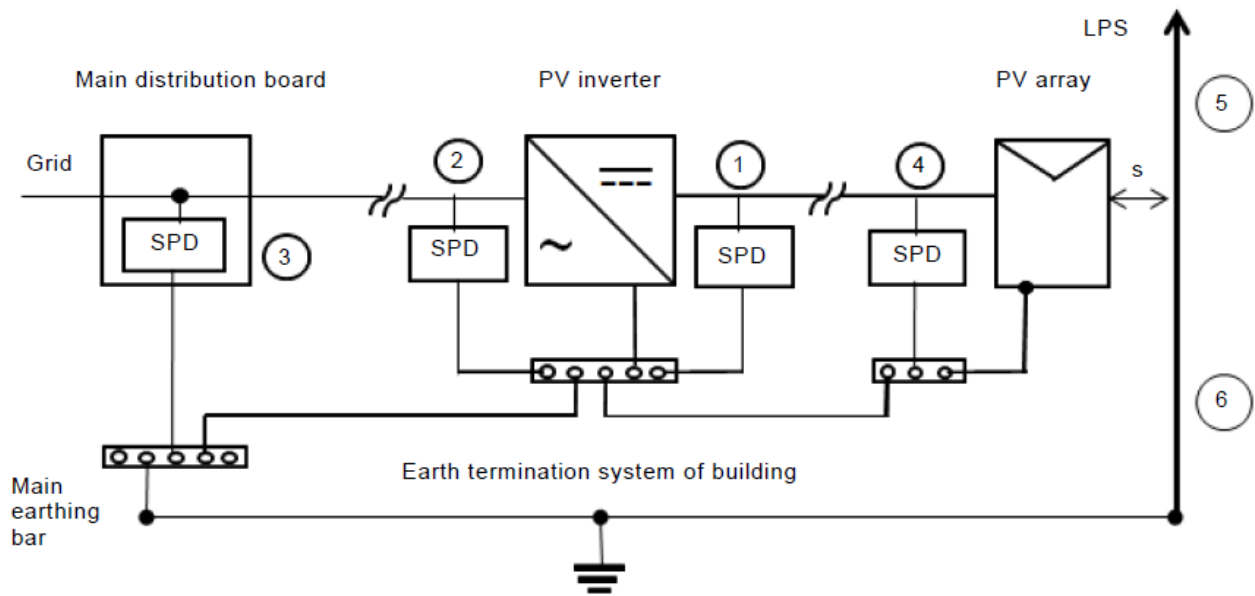 LPS
Main distribution board
PV inverter
PV array
5
Grid
2
1
4
s
SPD
3
SPD
~
SPD
SPD
6
Earth termination system of building
Main
earthing
bar